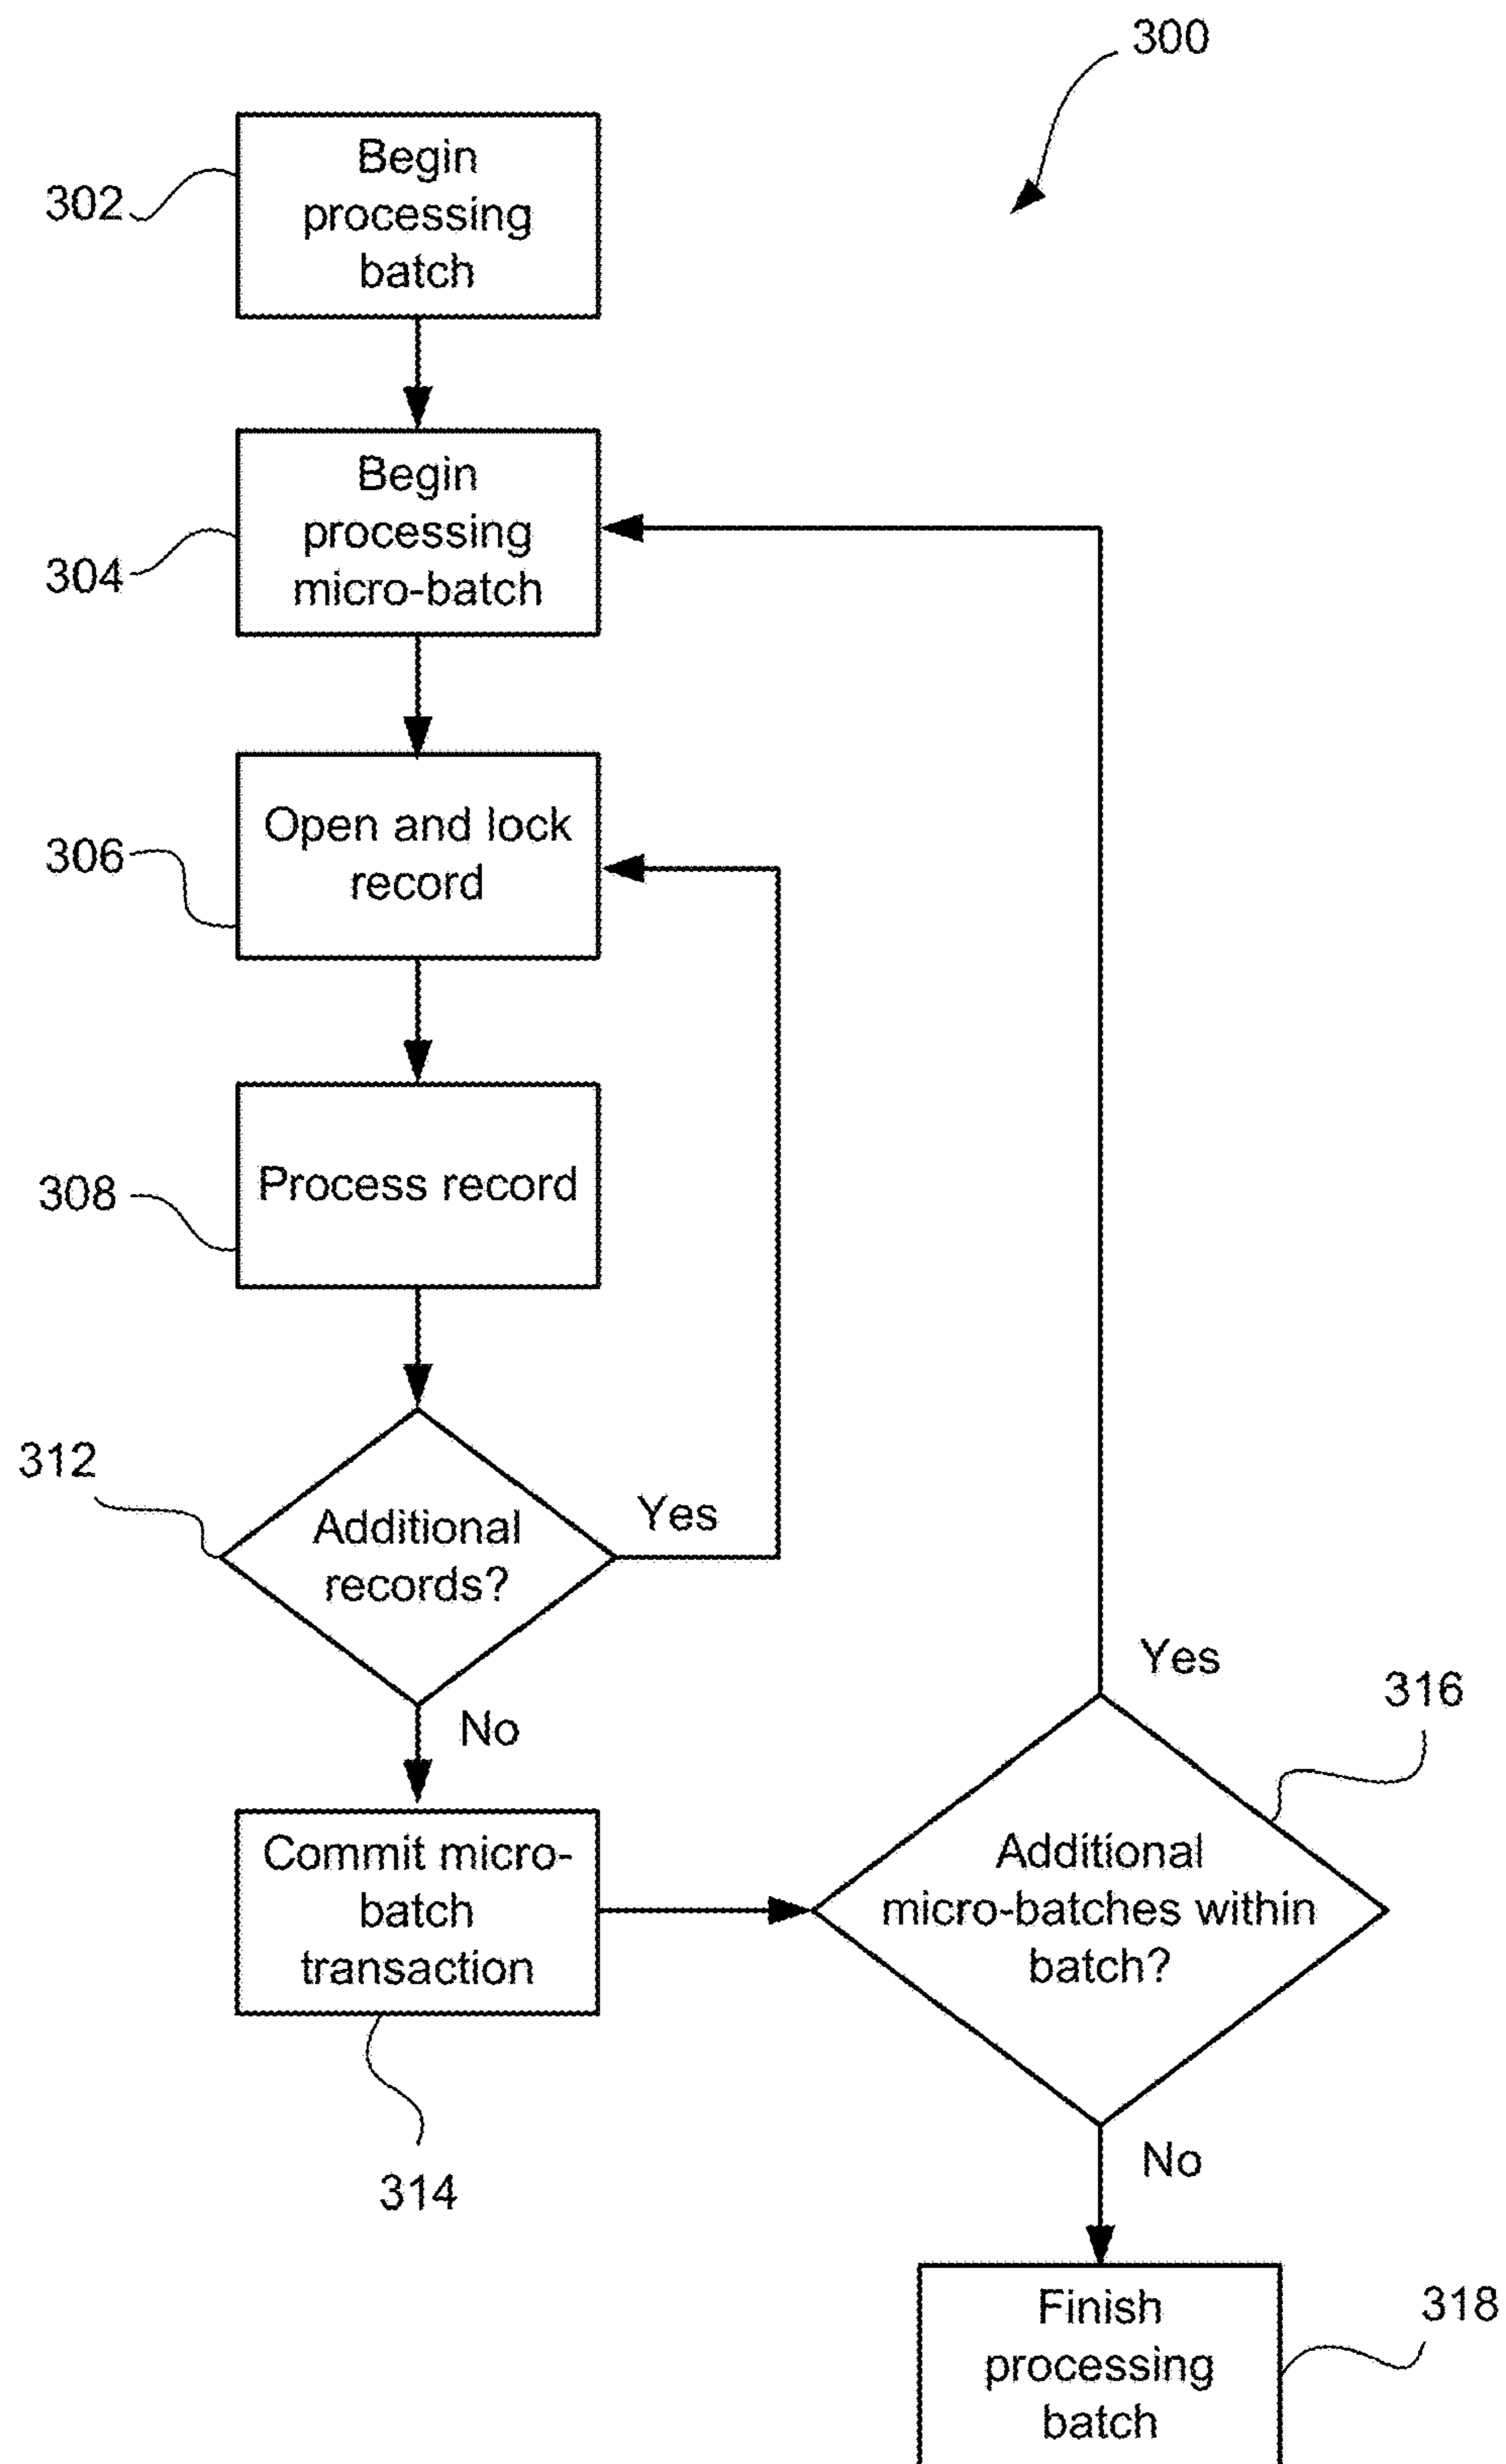 300
302
Begin
processing
batch
304
Begin
processing
micro-batch
306
Open and lock
record
308
Process record
312
Additional
records?
Yes
No
Commit micro-
batch
transaction
314
Yes
316
Additional
micro-batches within
batch?
No
Finish
processing
batch
318